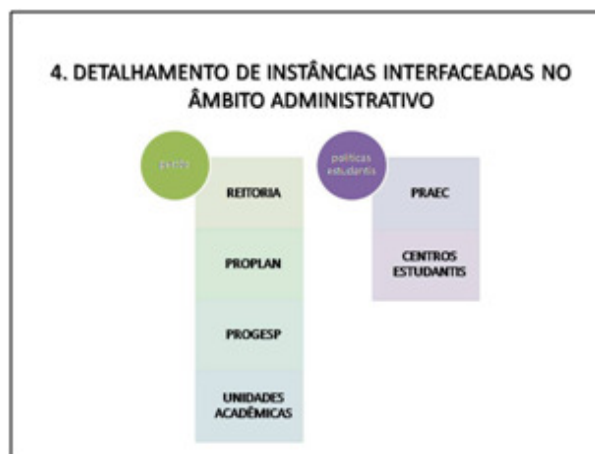 4. DETALHAMENTO DE INSTÂNCIAS INTERFACEADAS NO
ÂMBITO ADMINISTRATIVO
REITORIA
PROPLAN
PROGESP
UNIDADES
ACADÊMICAS
políticas
estudantis
PRAEC
CENTROS
ESTUDANTIS